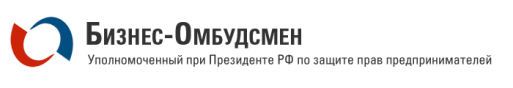 Бизнес-Омбудсмен
Уполномоченный при Президенте РФ по защите прав предпринимателей